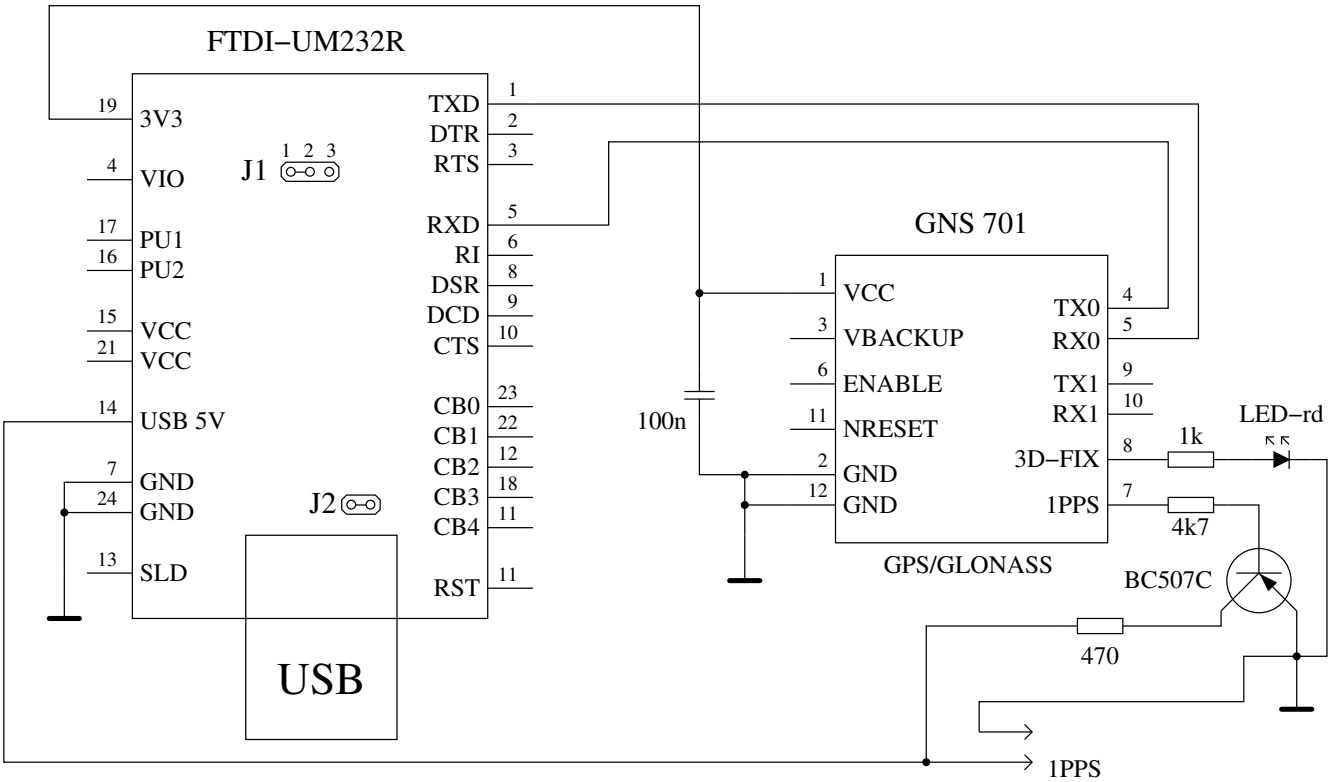 FTDI−UM232R
19 3V3
4 VIO
17 PU1
16 PU2
15 VCC
21 VCC
14 USB 5V
7 GND
24 GND
13 SLD
J1
1 2 3
J2
USB
TXD 1
DTR 2
RTS 3
RXD 5
RI 6
DSR 8
DCD 9
CTS 10
CB0 23
CB1 22
CB2 12
CB3 18
CB4 11
RST 11
100n
GNS 701
1 VCC
3 VBACKUP
6 ENABLE
11 NRESET
2 GND
12 GND
TX0 4
RX0 5
TX1 9
RX1 10
3D−FIX 8
1PPS 7
GPS/GLONASS
1k
LED−rd
4k7
BC507C
470
1PPS